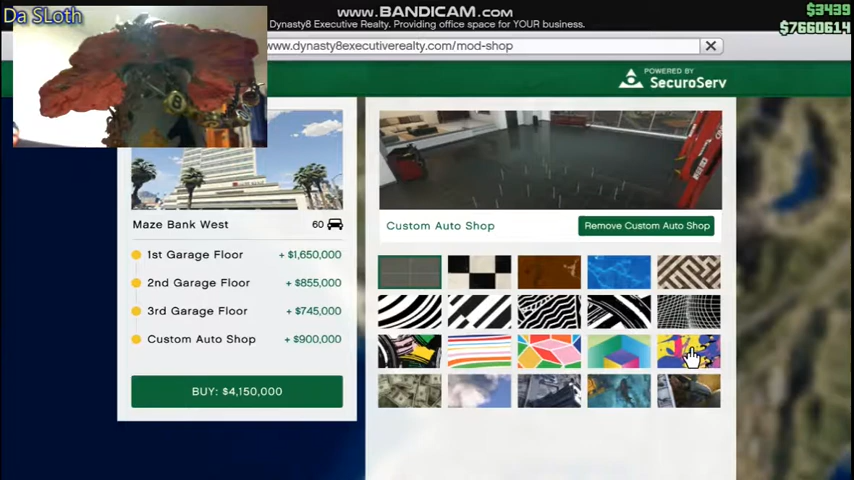 Da SLoth
www.BANDICAM.com
$3439
Dynasty8 Executive Realty. Providing office space for YOUR business.
$7660614
www.dynasty8executiverealty.com/mod-shop
POWERED BY
SecuroServ
Maze Bank West 60
Custom Auto Shop Remove Custom Auto Shop
1st Garage Floor + $1,650,000
2nd Garage Floor + $855,000
3rd Garage Floor + $745,000
Custom Auto Shop + $900,000
BUY: $4,150,000